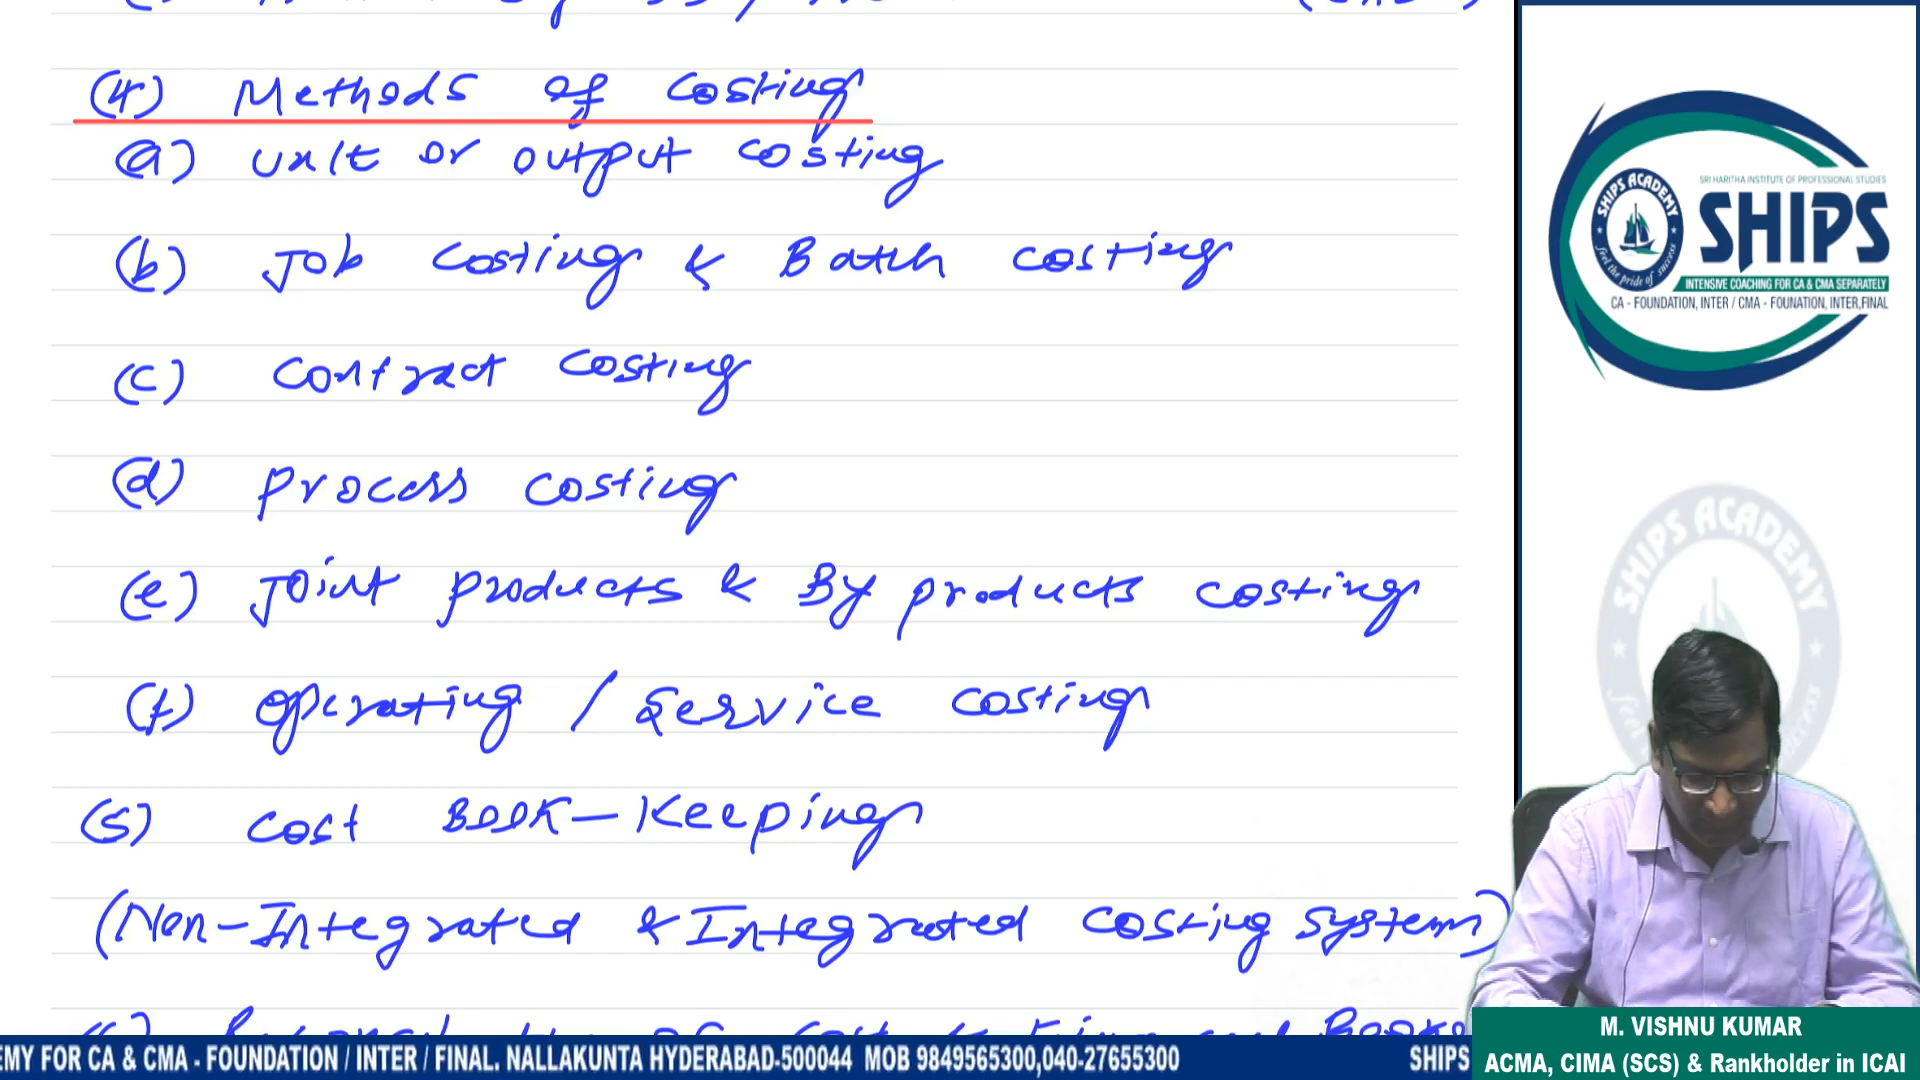 (4) Methods of costing
(a) unit or output costing
(b) Job costing & Batch costing
(c) contract costing
(d) process costing
(e) Joint products & By products costing
(f) operating / service costing
(5) cost Book-Keeping
(Non-Integrated & Integrated costing system)
SHIPS ACADEMY
feel the pride of success
SRI HARITHA INSTITUTE OF PROFESSIONAL STUDIES
SHIPS
INTENSIVE COACHING FOR CA & CMA SEPARATELY
CA - FOUNDATION, INTER / CMA - FOUNATION, INTER,FINAL
SHIPS ACADEMY
M. VISHNU KUMAR
ACMA, CIMA (SCS) & Rankholder in ICAI
EMY FOR CA & CMA - FOUNDATION / INTER / FINAL. NALLAKUNTA HYDERABAD-500044 MOB 9849565300,040-27655300 SHIPS